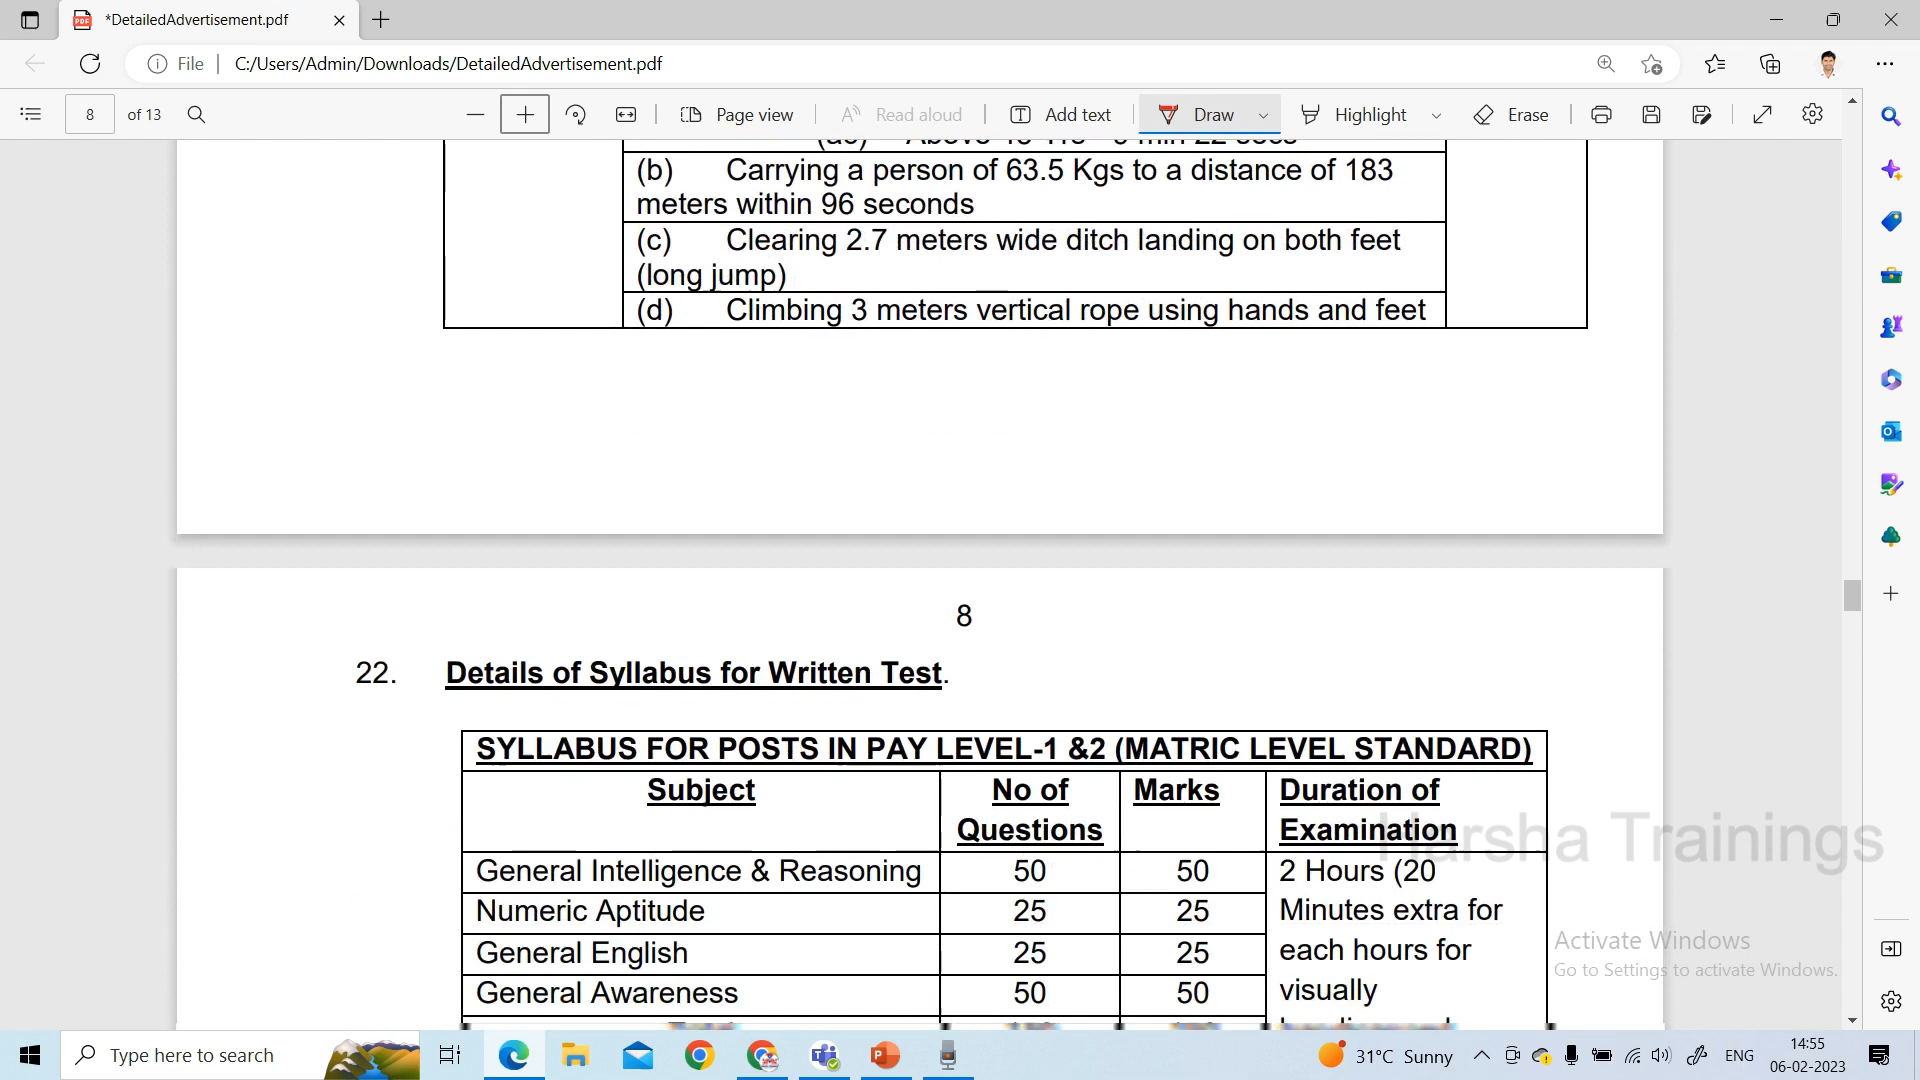 *DetailedAdvertisement.pdf
File
C:/Users/Admin/Downloads/DetailedAdvertisement.pdf
8 of 13
Page view
Read aloud
Add text
Draw
Highlight
Erase
(b) Carrying a person of 63.5 Kgs to a distance of 183
meters within 96 seconds
(c) Clearing 2.7 meters wide ditch landing on both feet
(long jump)
(d) Climbing 3 meters vertical rope using hands and feet
8
22. Details of Syllabus for Written Test.
SYLLABUS FOR POSTS IN PAY LEVEL-1 &2 (MATRIC LEVEL STANDARD)
Subject
No of
Questions
Marks
Duration of
Examination
General Intelligence & Reasoning 50 50
Numeric Aptitude 25 25
General English 25 25
General Awareness 50 50
2 Hours (20
Minutes extra for
each hours for
visually
Harsha Trainings
Activate Windows
Go to Settings to activate Windows.
Type here to search
31°C Sunny
ENG
14:55
06-02-2023